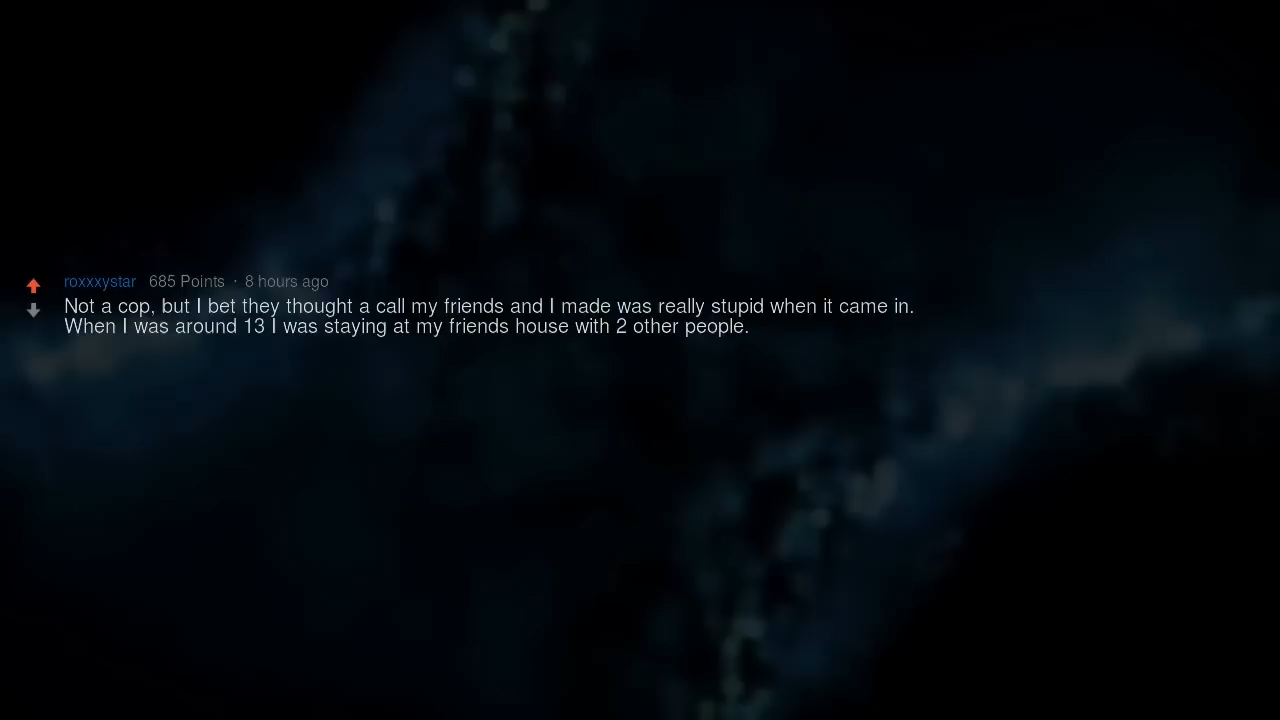 roxxxystar 685 Points · 8 hours ago
Not a cop, but I bet they thought a call my friends and I made was really stupid when it came in.
When I was around 13 I was staying at my friends house with 2 other people.